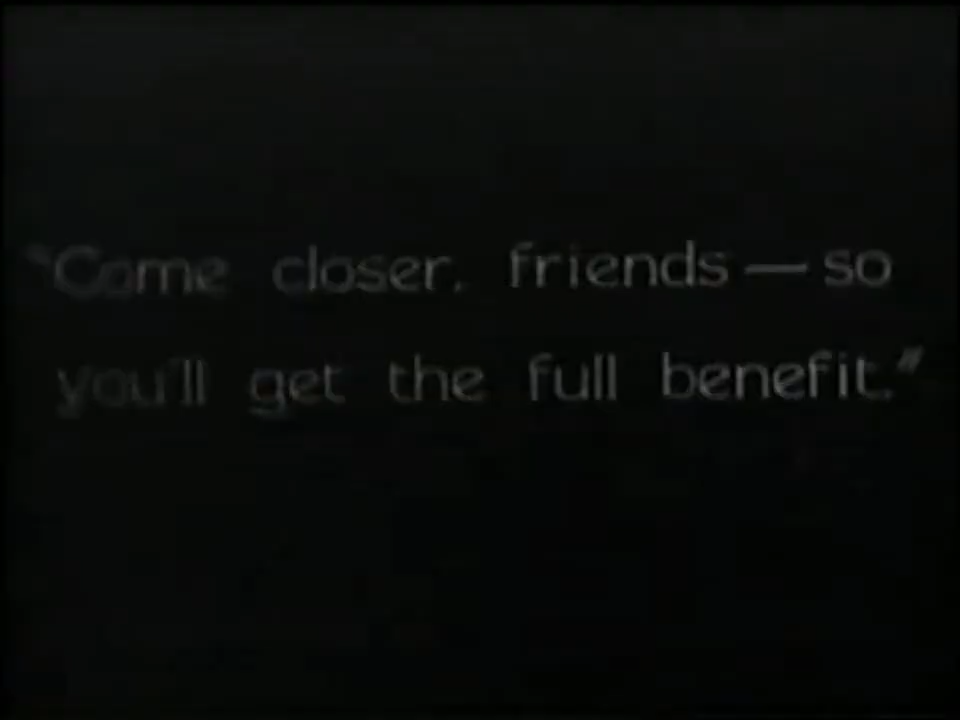 "Come closer, friends — so
you'll get the full benefit."